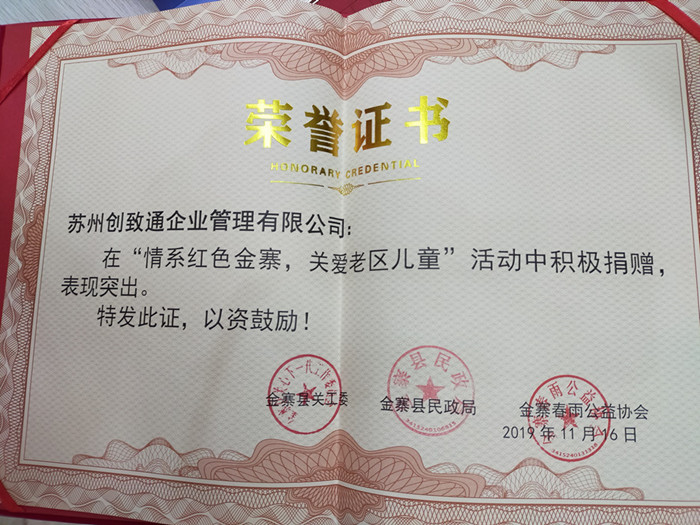 荣誉证书
HONORARY CREDENTIAL
苏州创致通企业管理有限公司：
在“情系红色金寨，关爱老区儿童”活动中积极捐赠，
表现突出。
特发此证，以资鼓励！
金寨县关工委 金寨县民政局 金寨春雨公益协会
2019年11月16日